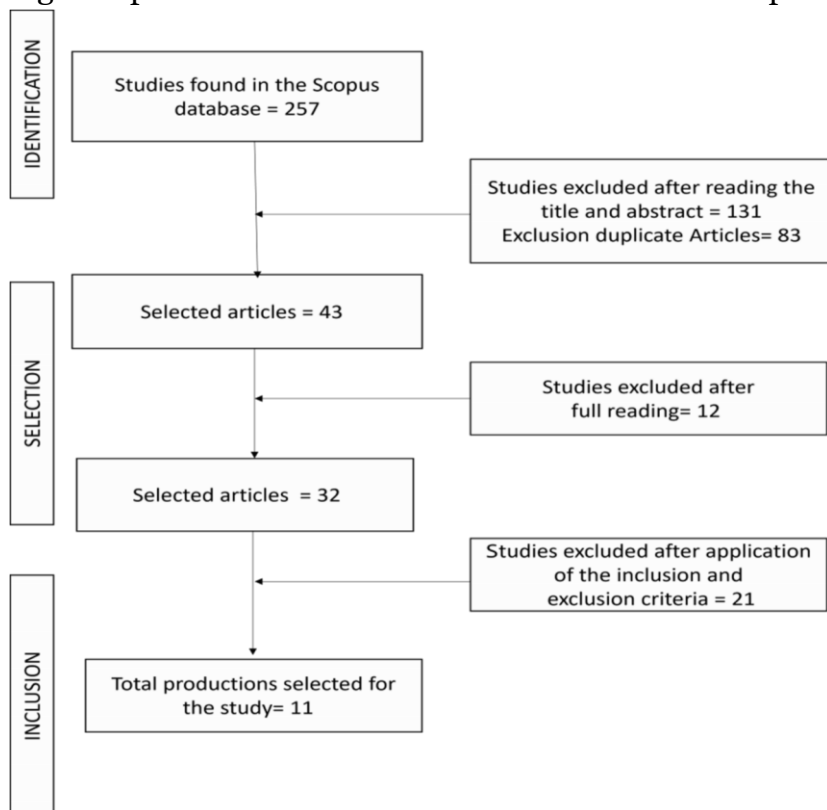 IDENTIFICATION
Studies found in the Scopus
database = 257
Studies excluded after reading the
title and abstract = 131
Exclusion duplicate Articles= 83
SELECTION
Selected articles = 43
Studies excluded after
full reading= 12
Selected articles = 32
Studies excluded after application
of the inclusion and
exclusion criteria = 21
INCLUSION
Total productions selected for
the study= 11